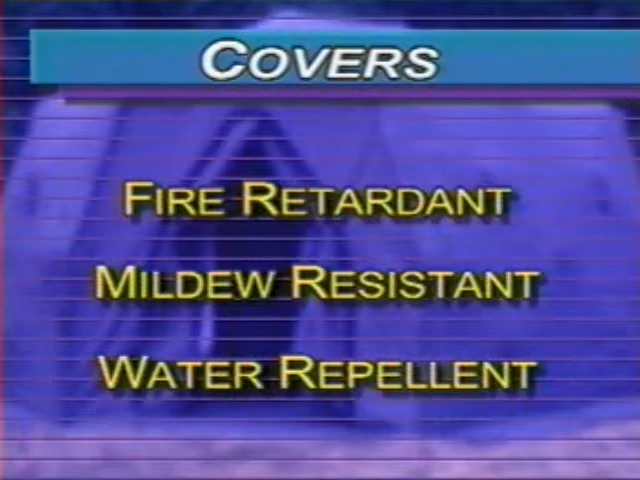 COVERS
FIRE RETARDANT
MILDEW RESISTANT
WATER REPELLENT